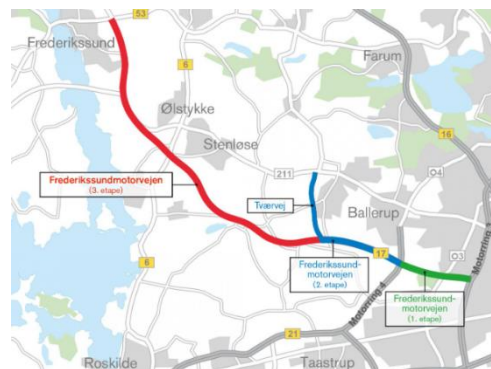 53
Frederikssund
6
Farum
Ølstykke
16
Stenløse
211
O4
Frederikssundmotorvejen
(3. etape)
Tværvej
Ballerup
Motorring 3
17
O3
6
Frederikssund-
motorvejen
(2. etape)
Motorring 4
Frederikssund-
motorvejen
(1. etape)
21
Roskilde
Taastrup